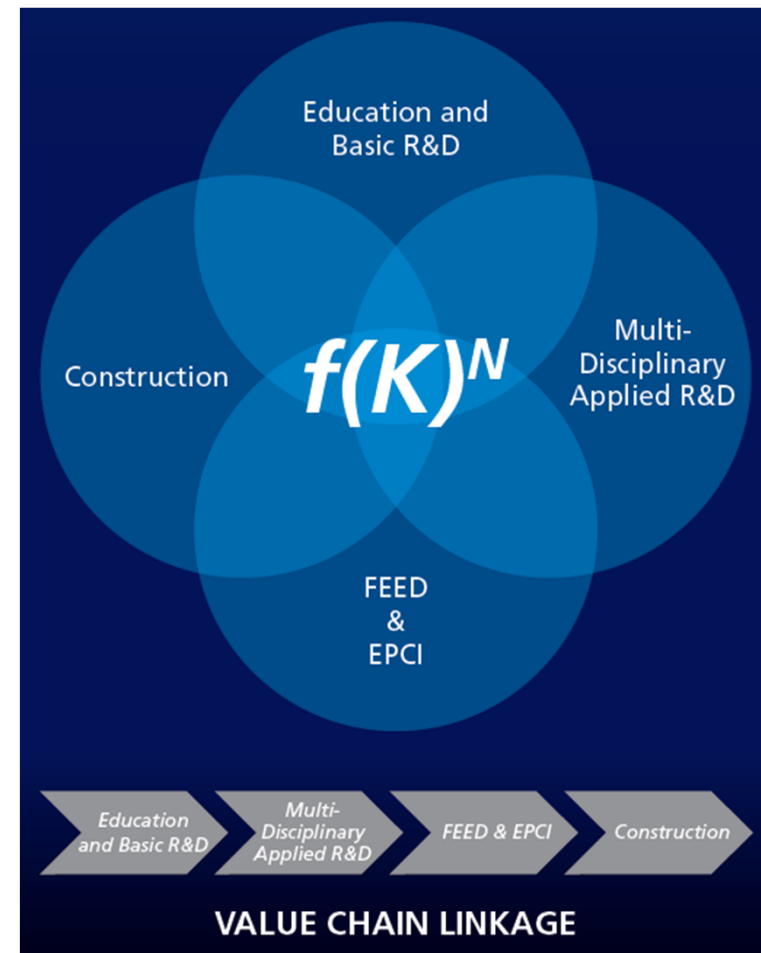 Education and
Basic R&D
Construction
f(K)^N
Multi-
Disciplinary
Applied R&D
FEED
&
EPCI
Education
and Basic R&D
Multi-
Disciplinary
Applied R&D
FEED & EPCI
Construction
VALUE CHAIN LINKAGE